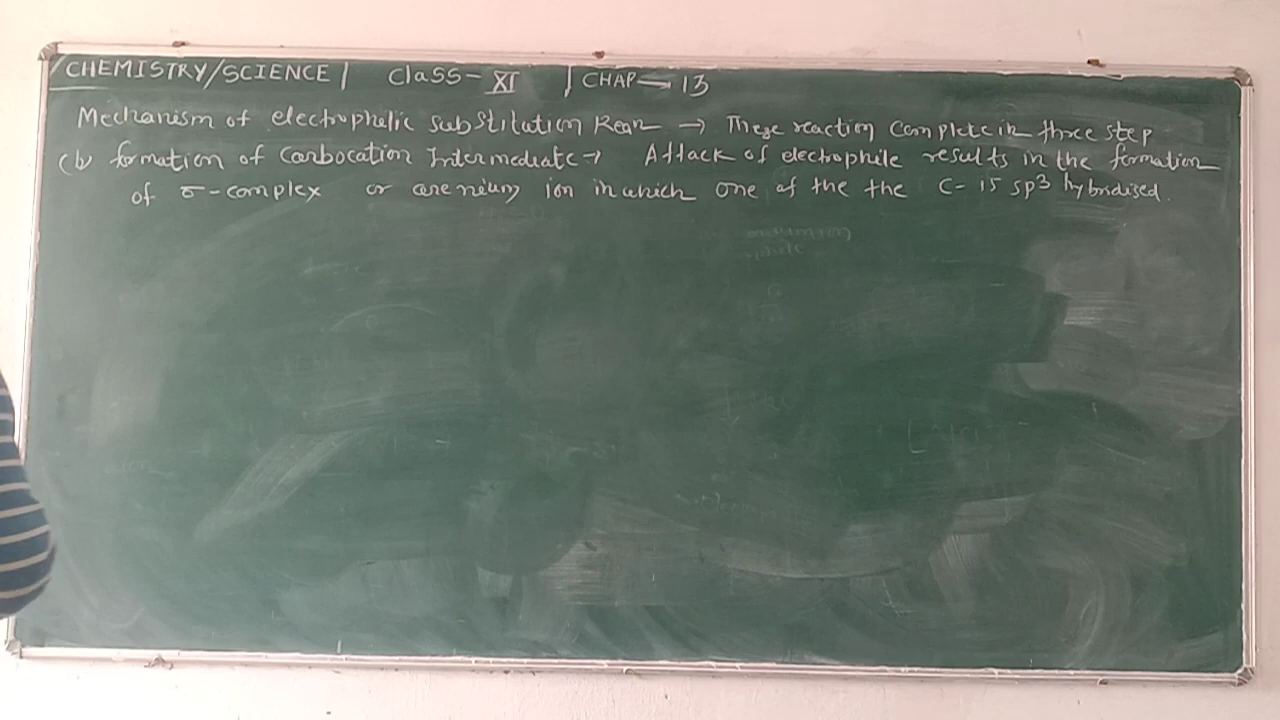 CHEMISTRY/SCIENCE | Class - XI | CHAP - 13
Mechanism of electrophelic substitution Rean → These reaction complete in three step
(b) formation of Carbocation Intermediate → Attack of electrophile results in the formation
of σ-complex or arenium ion in which one of the the C- is sp³ hybridised.